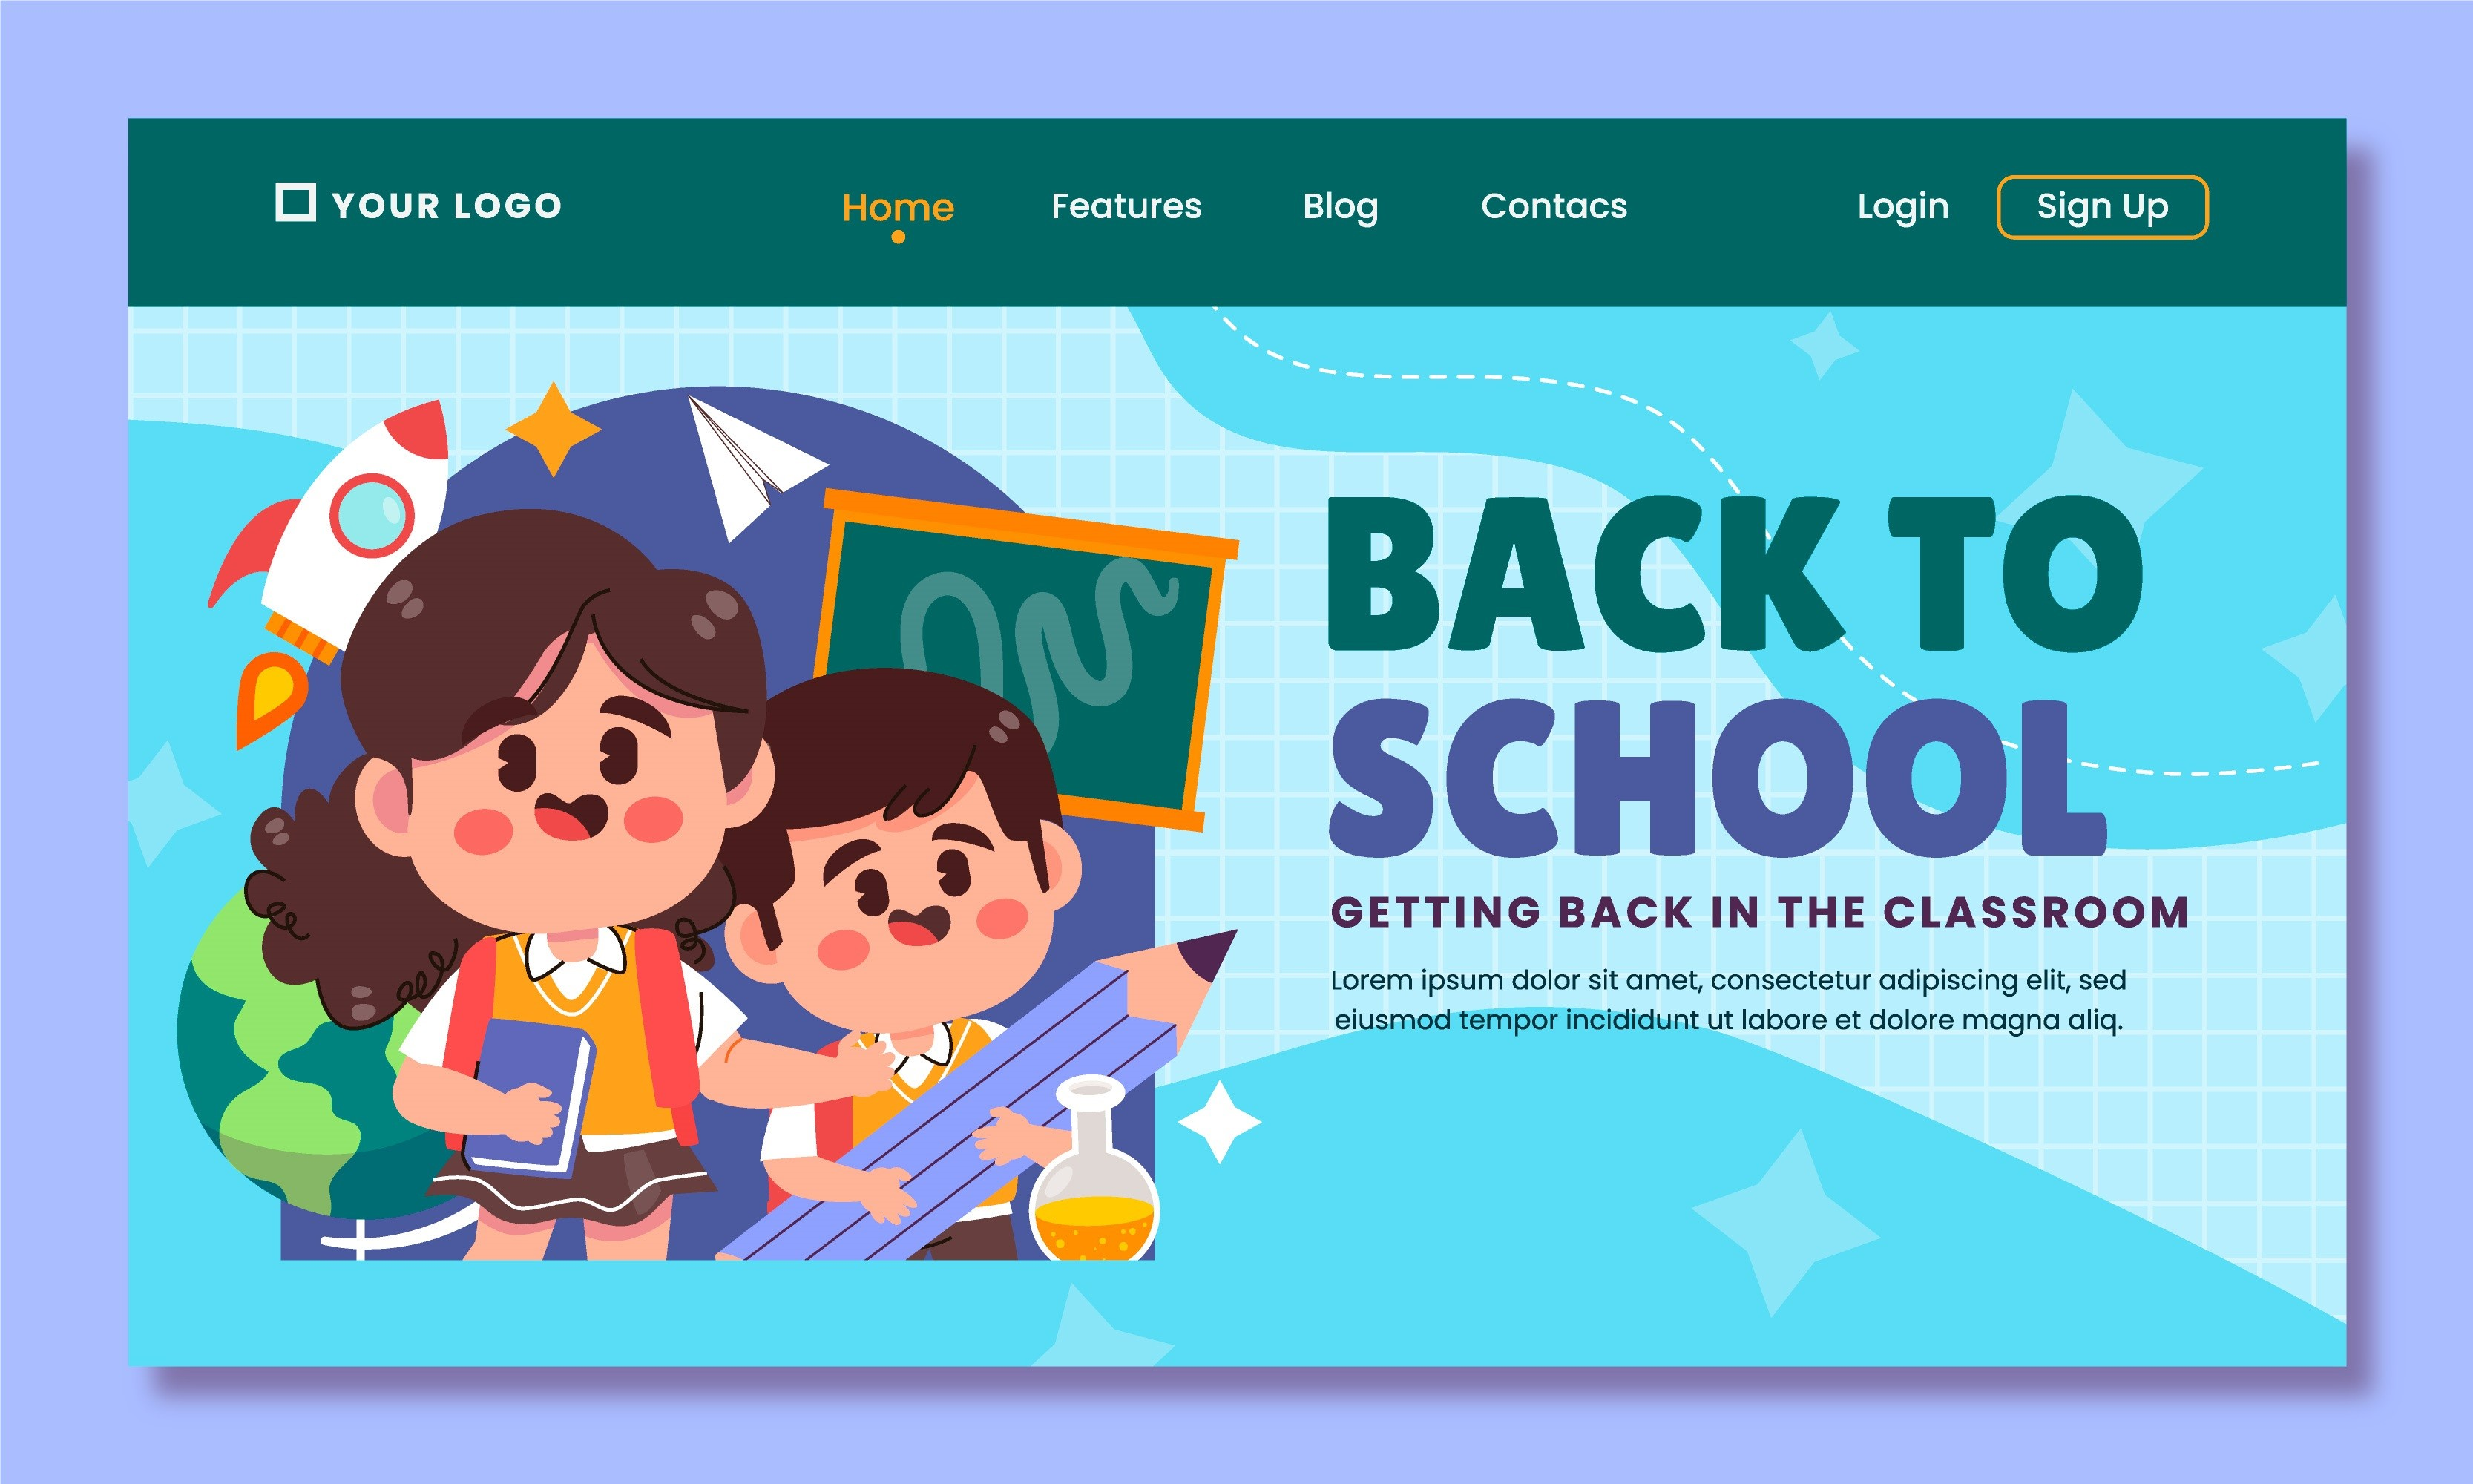 YOUR LOGO
Home
Features
Blog
Contacs
Login
Sign Up
BACK TO
SCHOOL
GETTING BACK IN THE CLASSROOM
Lorem ipsum dolor sit amet, consectetur adipiscing elit, sed
eiusmod tempor incididunt ut labore et dolore magna aliq.